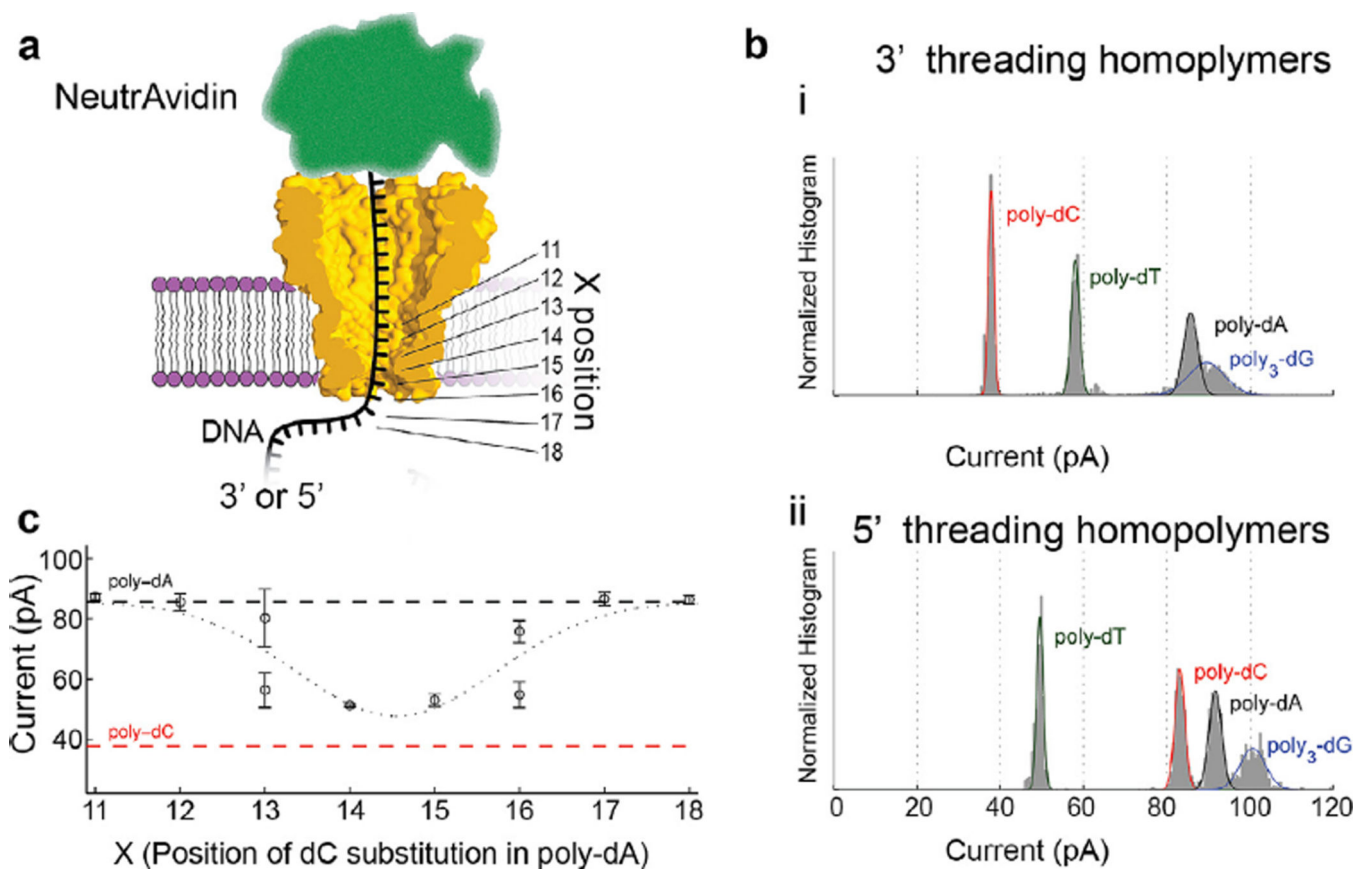 a
NeutrAvidin
11
12
13
14
15
16
17
18
X position
DNA
3' or 5'
b
3' threading homoplymers
i
Normalized Histogram
poly-dC
poly-dT
poly-dA
poly3-dG
Current (pA)
ii
5' threading homopolymers
Normalized Histogram
poly-dT
poly-dC
poly-dA
poly3-dG
0 20 40 60 80 100 120
Current (pA)
c
Current (pA)
100
80
60
40
poly-dA
poly-dC
11 12 13 14 15 16 17 18
X (Position of dC substitution in poly-dA)